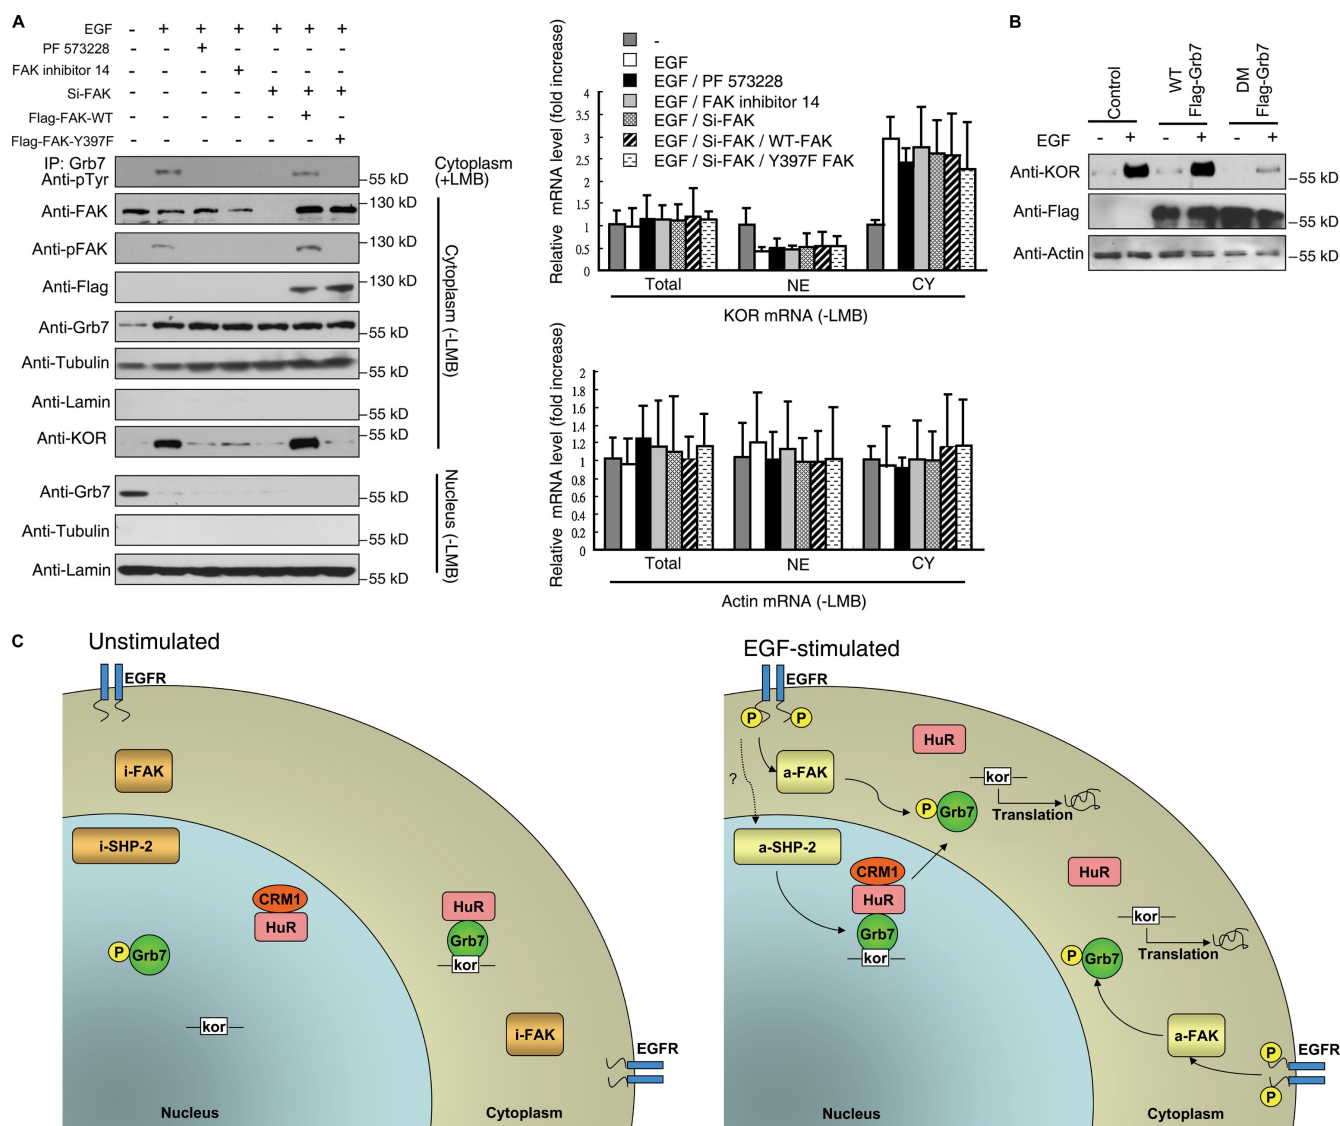 A
EGF - + + + + + +
PF 573228 - - + - - - -
FAK inhibitor 14 - - - + - - -
Si-FAK - - - - + + +
Flag-FAK-WT - - - - - + -
Flag-FAK-Y397F - - - - - - +
IP: Grb7
Anti-pTyr
55 kD
Cytoplasm
(+LMB)
Anti-FAK
130 kD
Anti-pFAK
130 kD
Anti-Flag
130 kD
Anti-Grb7
55 kD
Anti-Tubulin
55 kD
Anti-Lamin
55 kD
Anti-KOR
55 kD
Cytoplasm (-LMB)
Anti-Grb7
55 kD
Anti-Tubulin
55 kD
Anti-Lamin
55 kD
Nucleus (-LMB)
-
EGF
EGF / PF 573228
EGF / FAK inhibitor 14
EGF / Si-FAK
EGF / Si-FAK / WT-FAK
EGF / Si-FAK / Y397F FAK
Relative mRNA level (fold increase)
4
3.5
3
2.5
2
1.5
1
0.5
0
Total NE CY
KOR mRNA (-LMB)
Relative mRNA level (fold increase)
2
1.8
1.6
1.4
1.2
1
0.8
0.6
0.4
0.2
0
Total NE CY
Actin mRNA (-LMB)
B
Control
WT
Flag-Grb7
DM
Flag-Grb7
EGF - + - + - +
Anti-KOR
55 kD
Anti-Flag
55 kD
Anti-Actin
55 kD
C
Unstimulated
EGFR
i-FAK
i-SHP-2
CRM1
HuR
P
Grb7
kor
HuR
Grb7
kor
i-FAK
EGFR
Nucleus
Cytoplasm
EGF-stimulated
EGFR
P
P
HuR
?
a-FAK
kor
P
Grb7
Translation
a-SHP-2
CRM1
HuR
Grb7
kor
HuR
kor
P
Grb7
Translation
a-FAK
P
EGFR
P
Nucleus
Cytoplasm